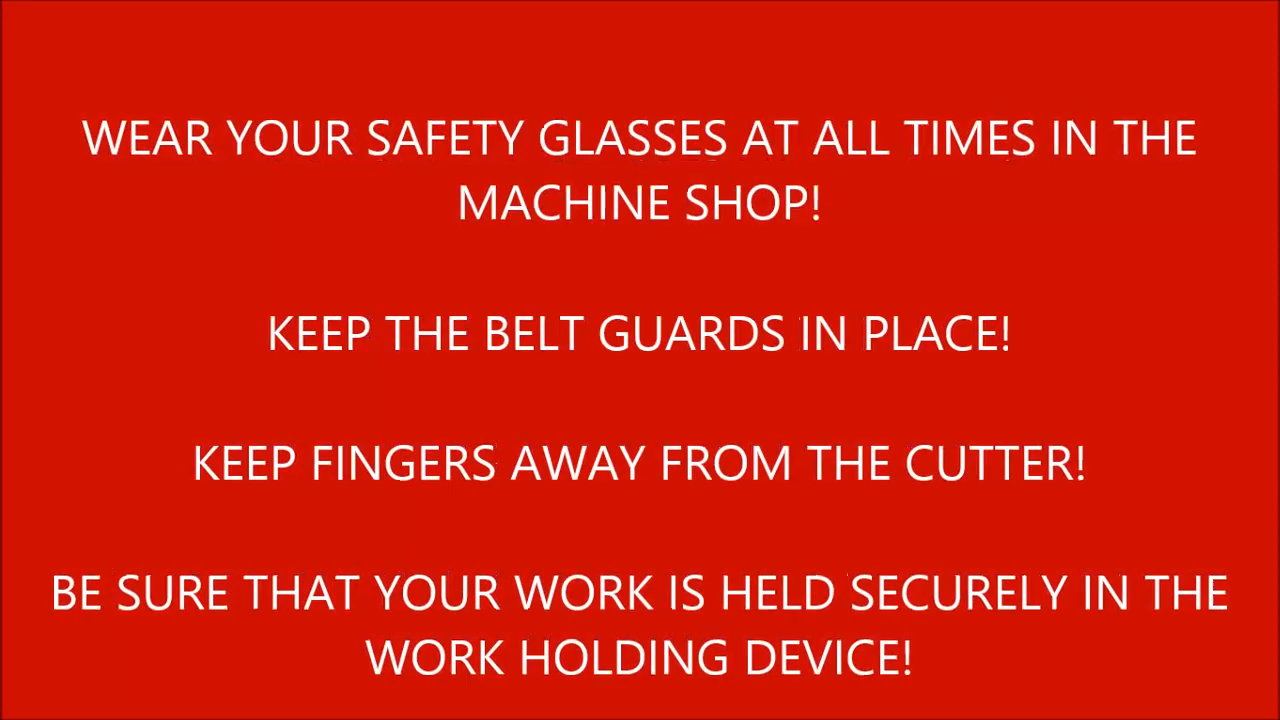 WEAR YOUR SAFETY GLASSES AT ALL TIMES IN THE
MACHINE SHOP!
KEEP THE BELT GUARDS IN PLACE!
KEEP FINGERS AWAY FROM THE CUTTER!
BE SURE THAT YOUR WORK IS HELD SECURELY IN THE
WORK HOLDING DEVICE!